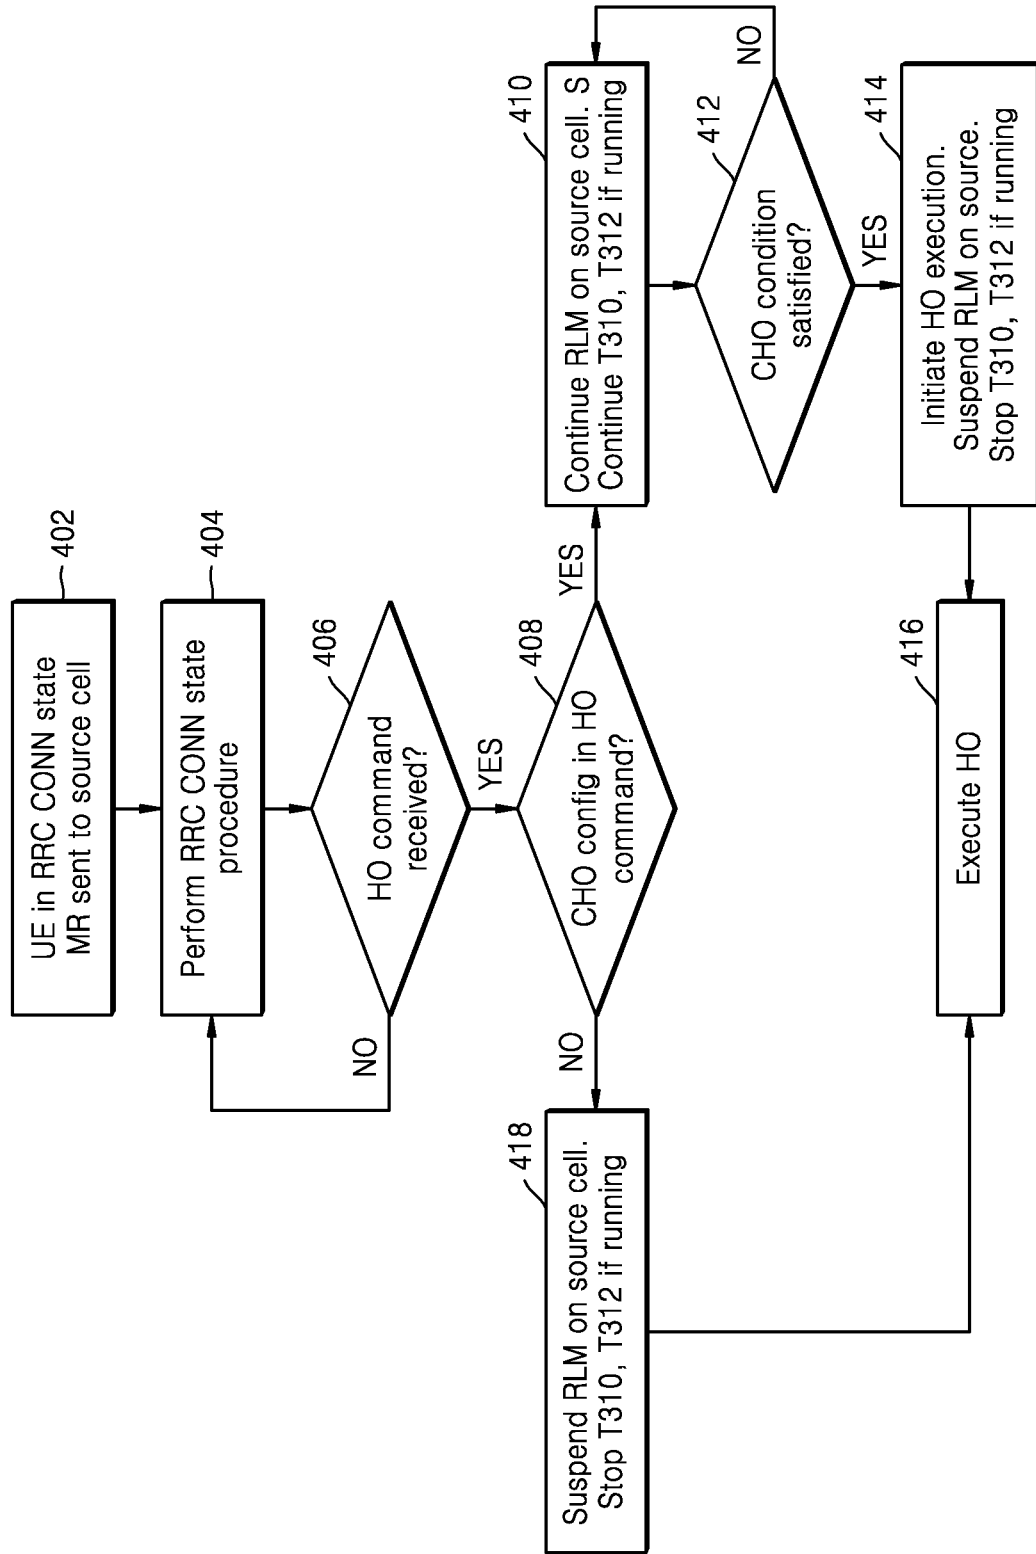 402
UE in RRC CONN state
MR sent to source cell
404
Perform RRC CONN state
procedure
406
HO command
received?
NO
YES
408
CHO config in HO
command?
NO
YES
418
Suspend RLM on source cell.
Stop T310, T312 if running
410
Continue RLM on source cell. S
Continue T310, T312 if running
412
CHO condition
satisfied?
NO
YES
414
Initiate HO execution.
Suspend RLM on source.
Stop T310, T312 if running
416
Execute HO